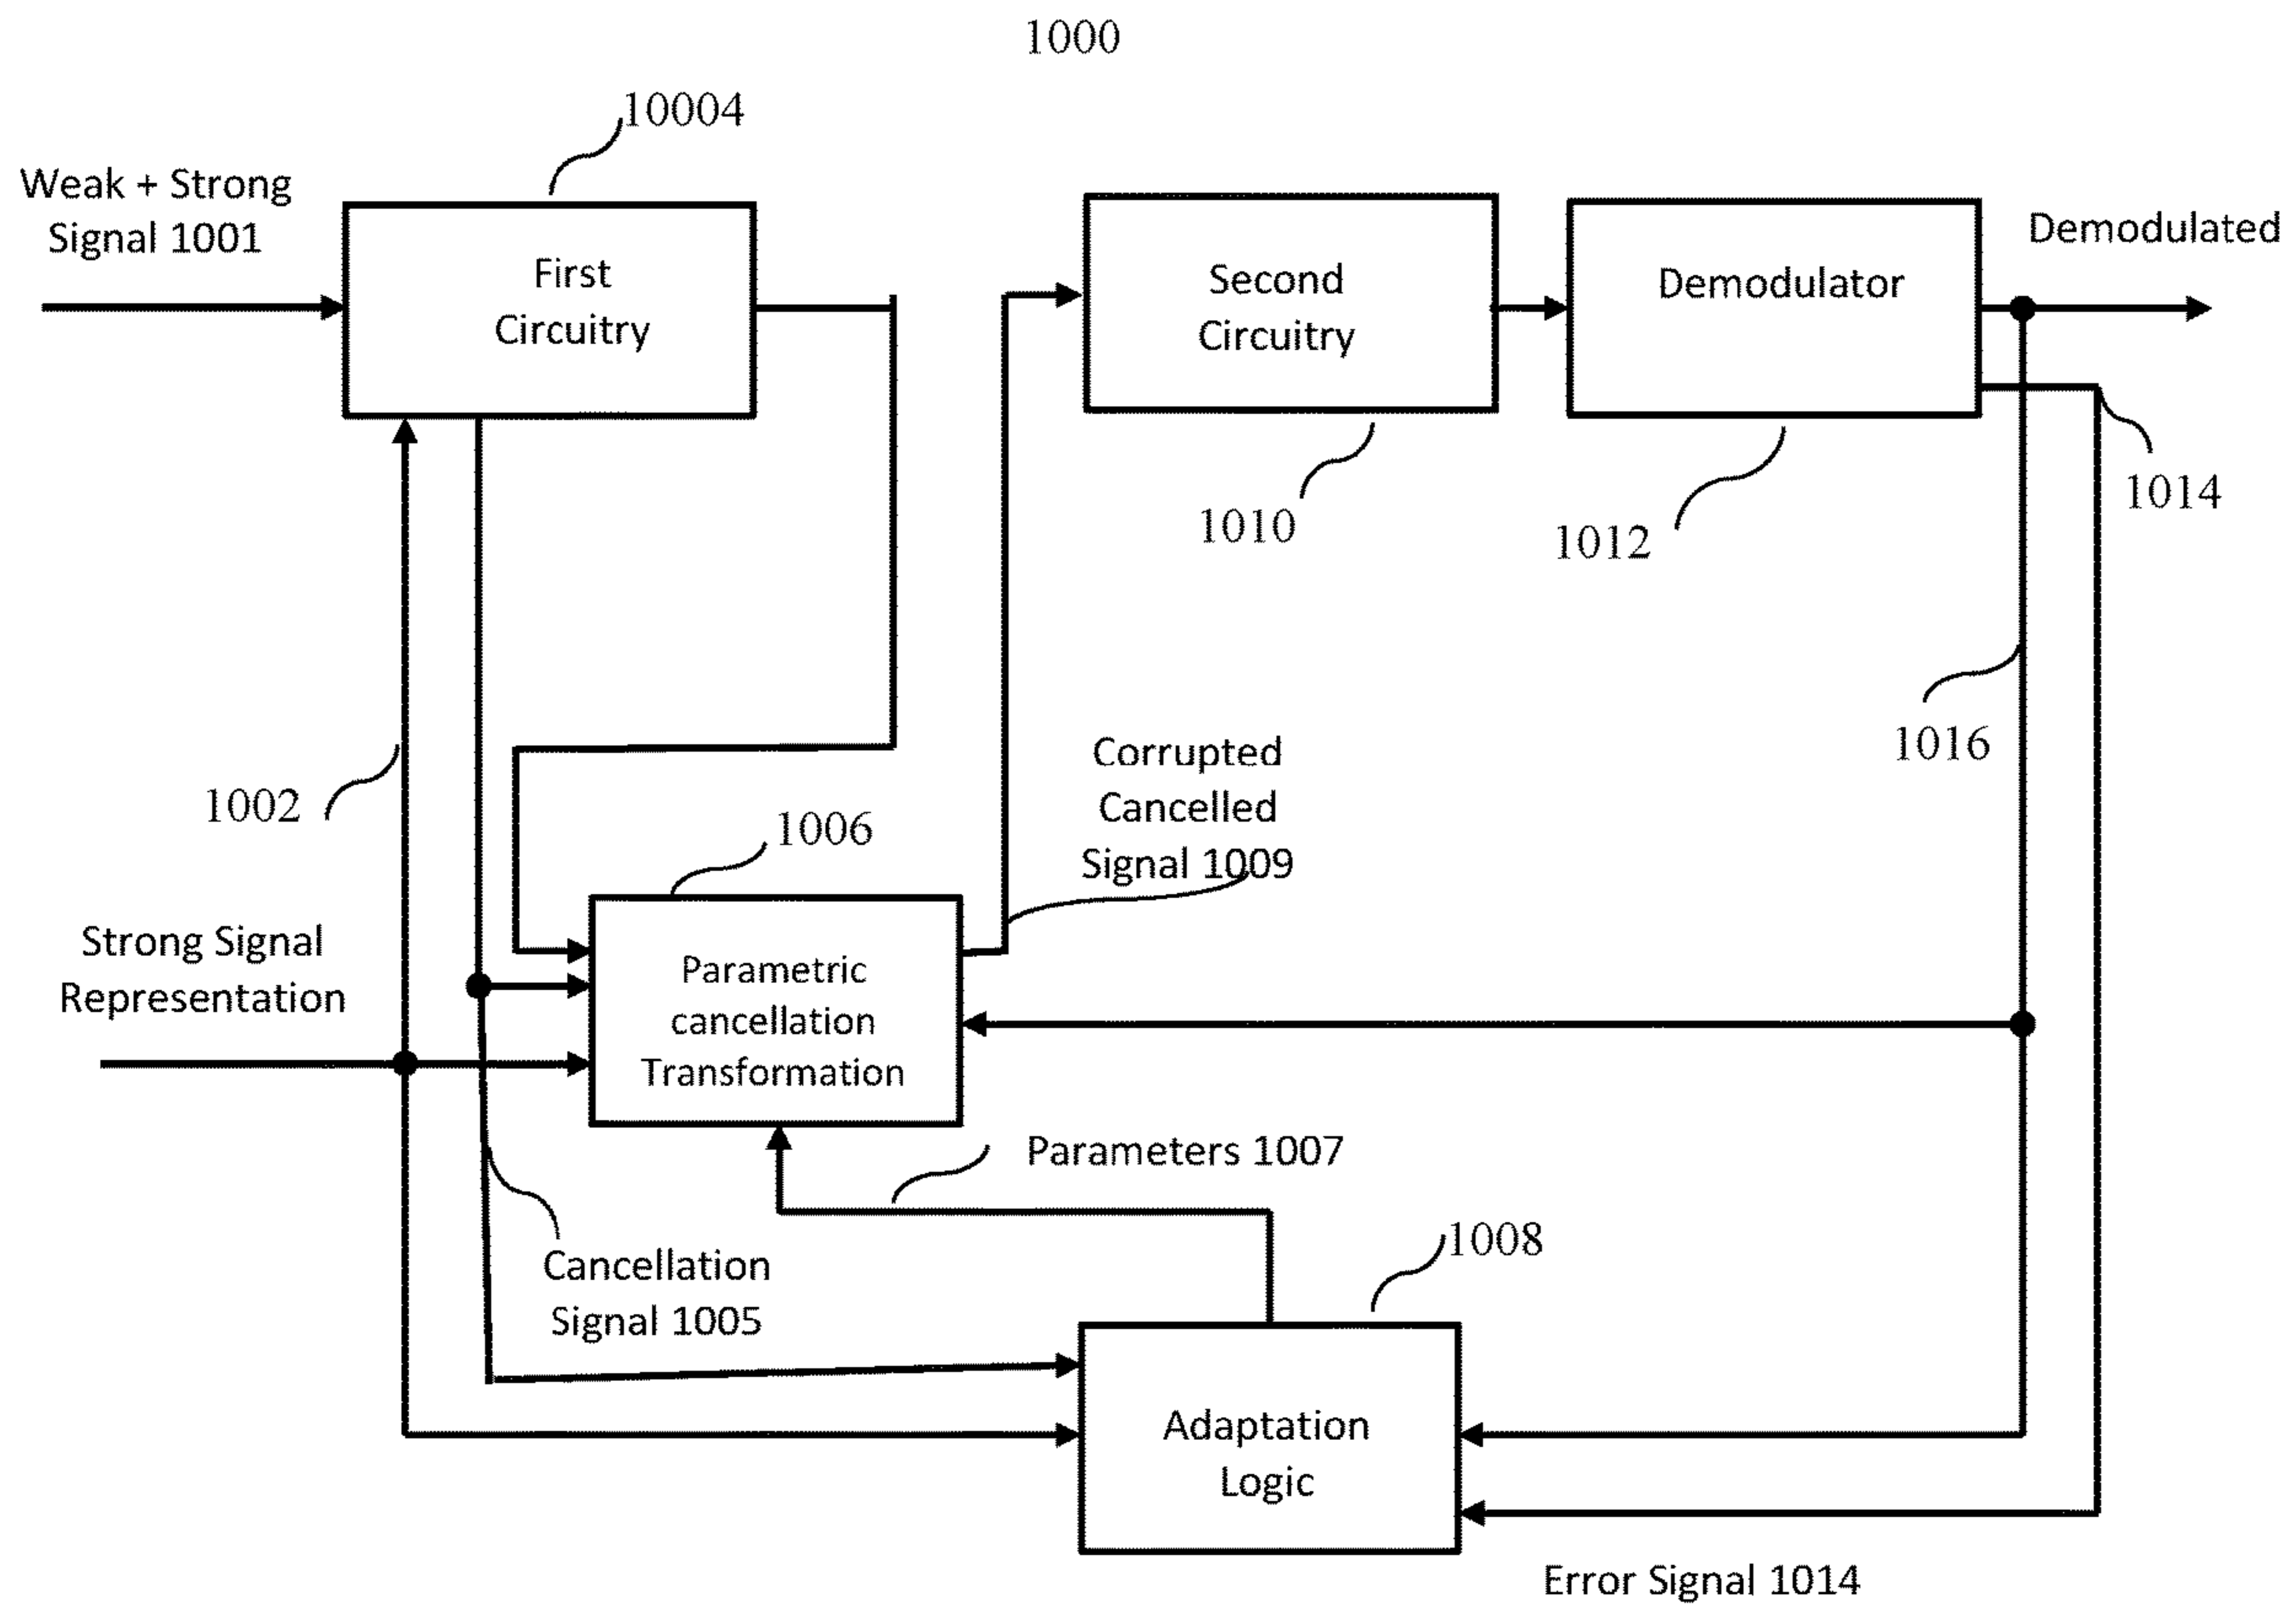 1000
10004
Weak + Strong
Signal 1001
First
Circuitry
Second
Circuitry
Demodulator
Demodulated
1010
1012
1014
1016
1002
Corrupted
Cancelled
Signal 1009
1006
Strong Signal
Representation
Parametric
cancellation
Transformation
Parameters 1007
Cancellation
Signal 1005
1008
Adaptation
Logic
Error Signal 1014